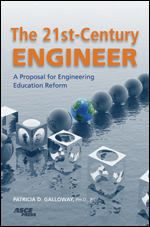 The 21st-Century
ENGINEER
A Proposal for Engineering
Education Reform
PATRICIA D. GALLOWAY, PH.D., P.E.
ASCE
PRESS